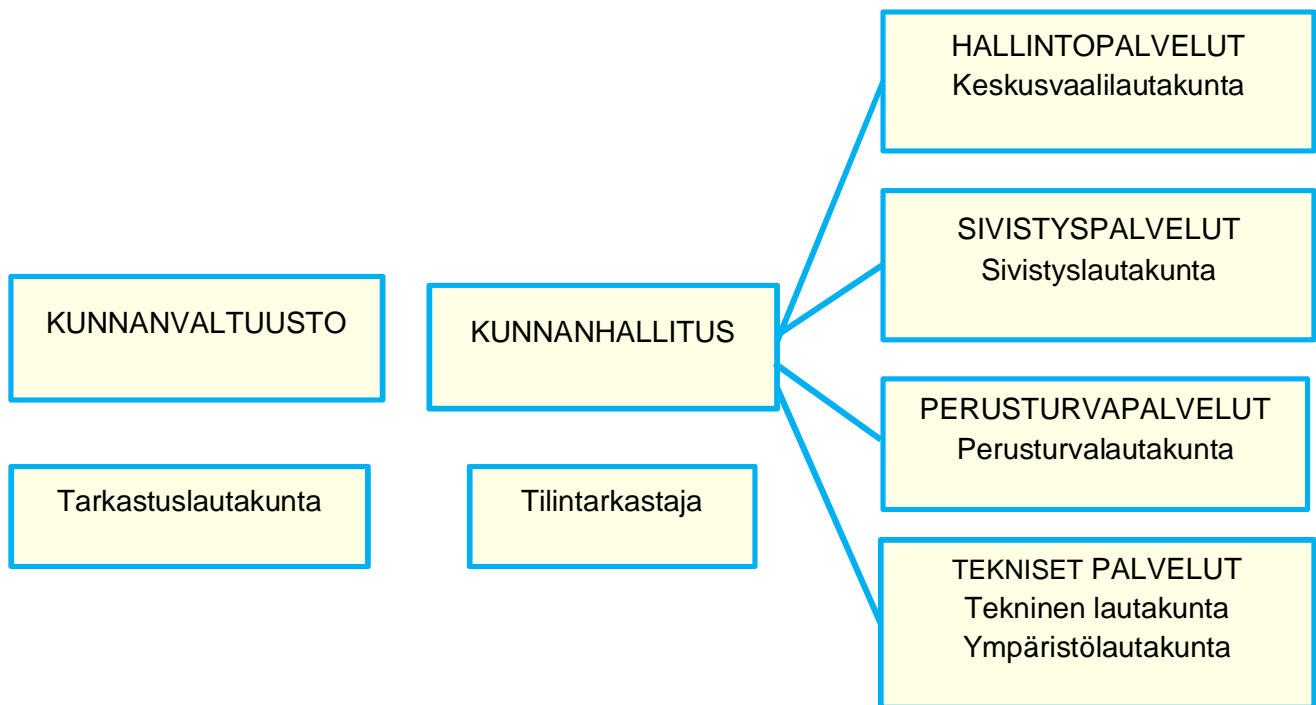 KUNNANVALTUUSTO
Tarkastuslautakunta
KUNNANHALLITUS
Tilintarkastaja
HALLINTOPALVELUT
Keskusvaalilautakunta
SIVISTYSPALVELUT
Sivistyslautakunta
PERUSTURVAPALVELUT
Perusturvalautakunta
TEKNISET PALVELUT
Tekninen lautakunta
Ympäristölautakunta